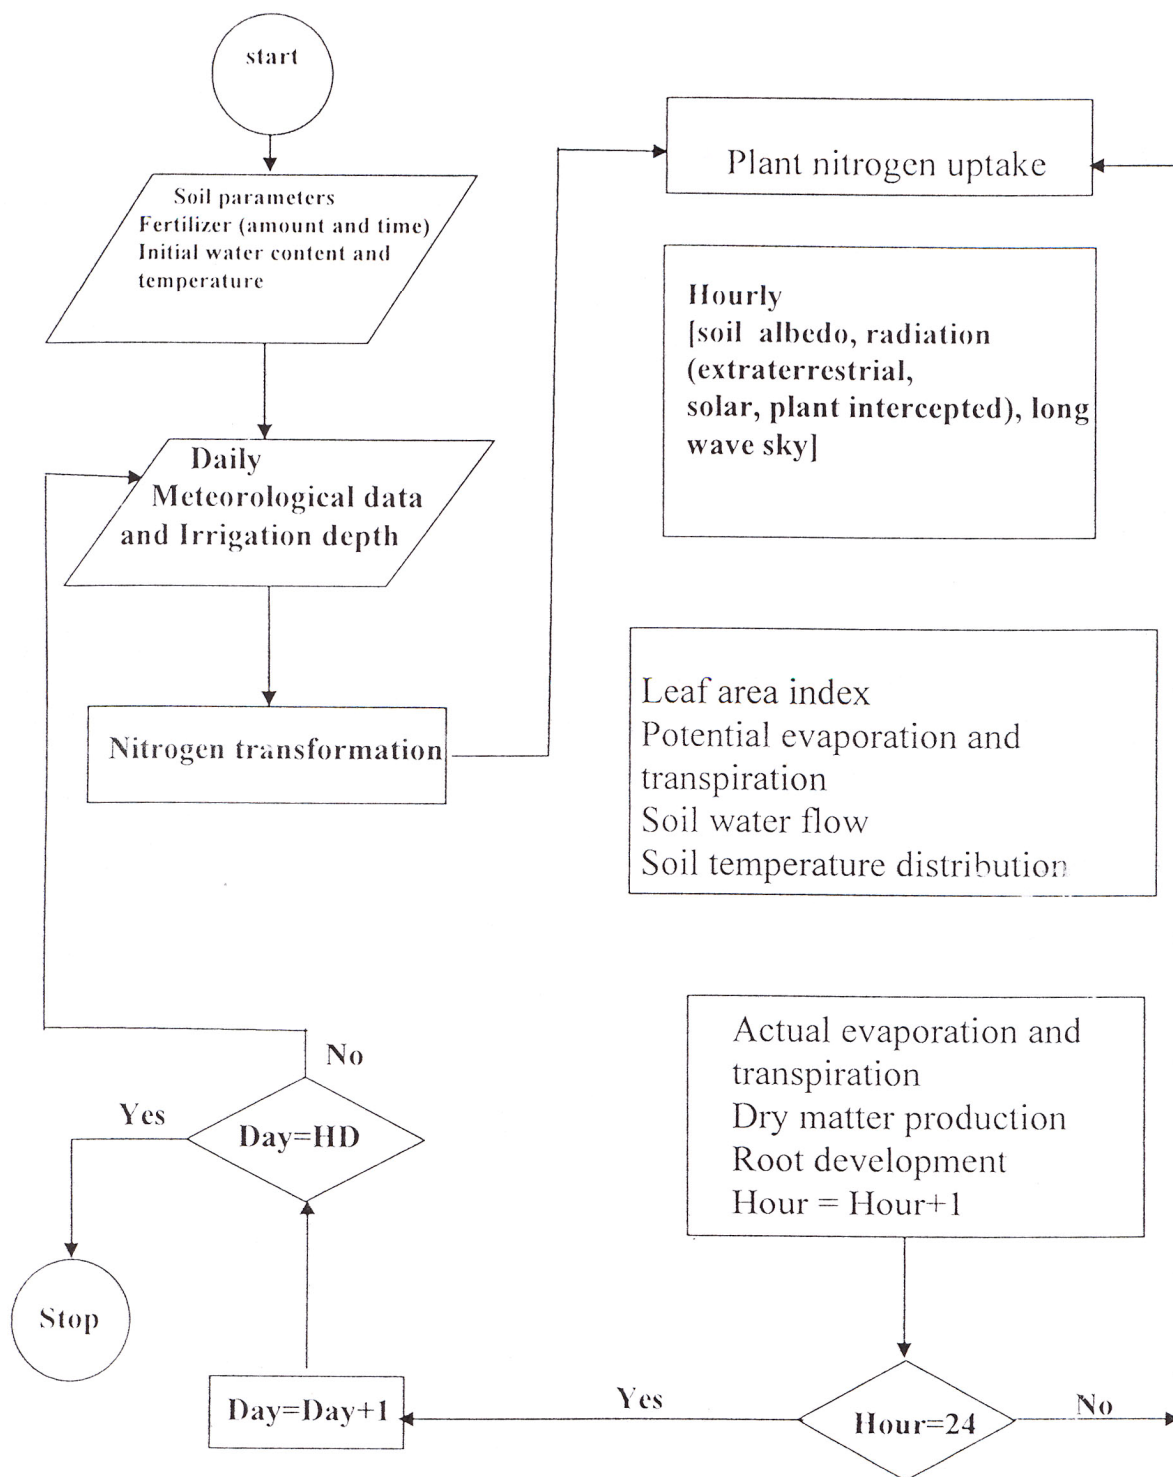 start
Soil parameters
Fertilizer (amount and time)
Initial water content and
temperature
Daily
Meteorological data
and Irrigation depth
Nitrogen transformation
Plant nitrogen uptake
Hourly
[soil albedo, radiation
(extraterrestrial,
solar, plant intercepted), long
wave sky]
Leaf area index
Potential evaporation and
transpiration
Soil water flow
Soil temperature distribution
Actual evaporation and
transpiration
Dry matter production
Root development
Hour = Hour+1
Hour=24
No
Yes
Day=Day+1
Day=HD
No
Yes
Stop